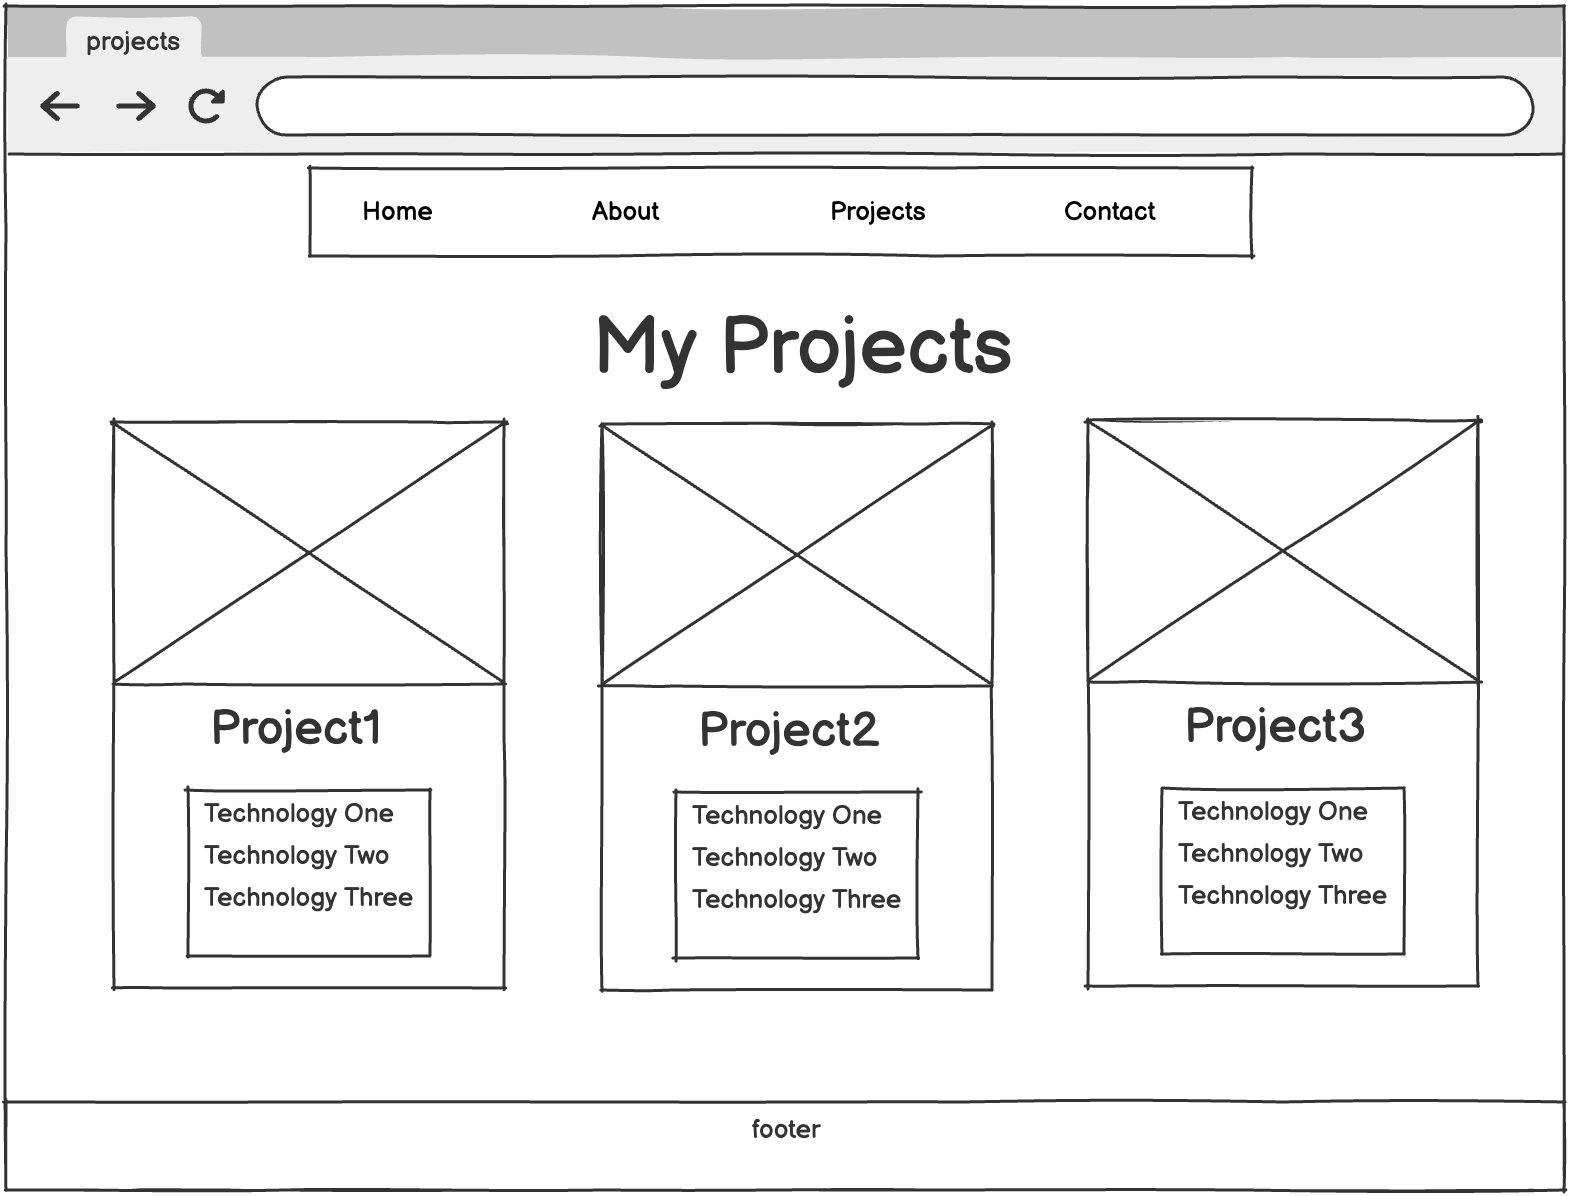 projects
Home About Projects Contact
My Projects
Project1
Technology One
Technology Two
Technology Three
Project2
Technology One
Technology Two
Technology Three
Project3
Technology One
Technology Two
Technology Three
footer